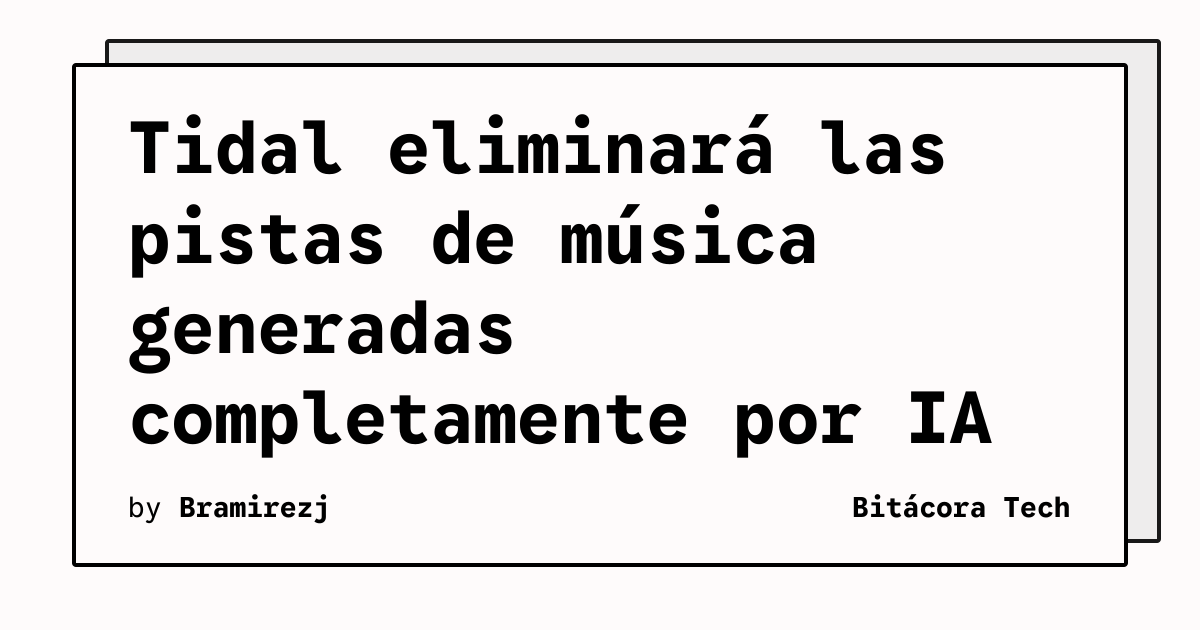 Tidal eliminará las
pistas de música
generadas
completamente por IA
by Bramirezj
Bitácora Tech